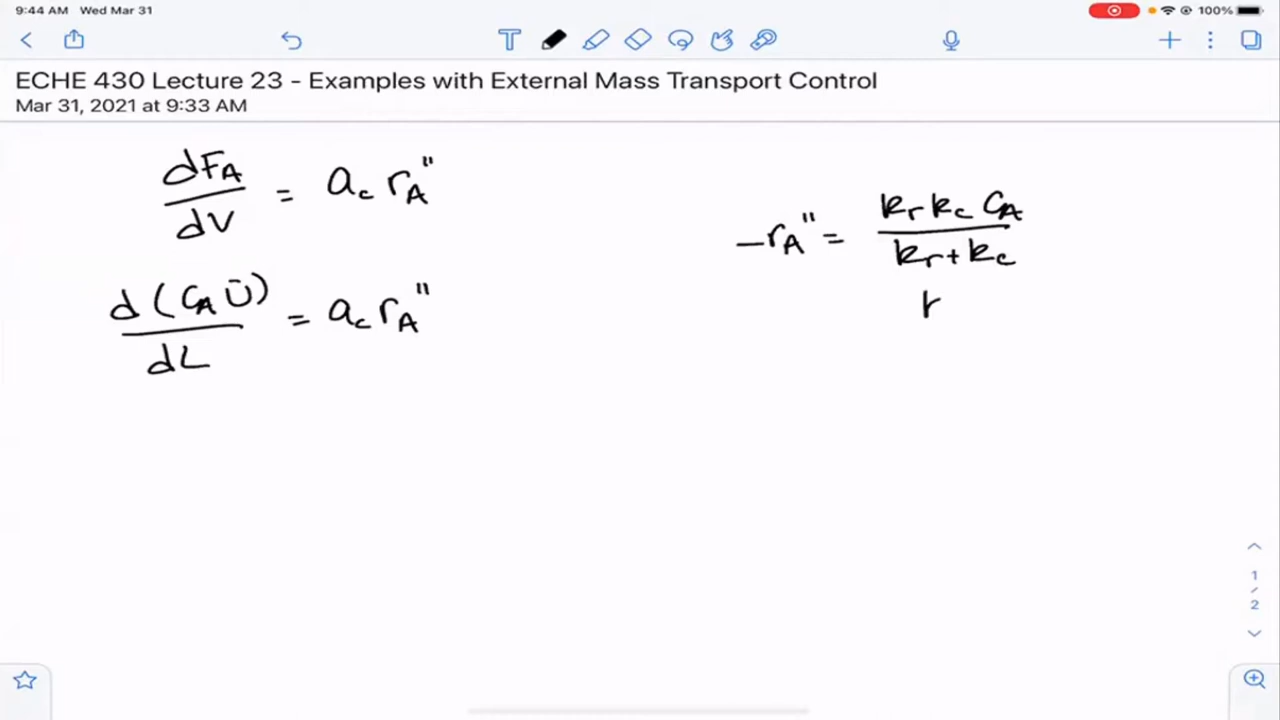 9:44 AM Wed Mar 31
100%
T
ECHE 430 Lecture 23 - Examples with External Mass Transport Control
Mar 31, 2021 at 9:33 AM
dF_A/dV = a_c r_A"
-r_A" = k_r k_c C_A / k_r + k_c
k
d(C_A U)/dL = a_c r_A"
1
/
2